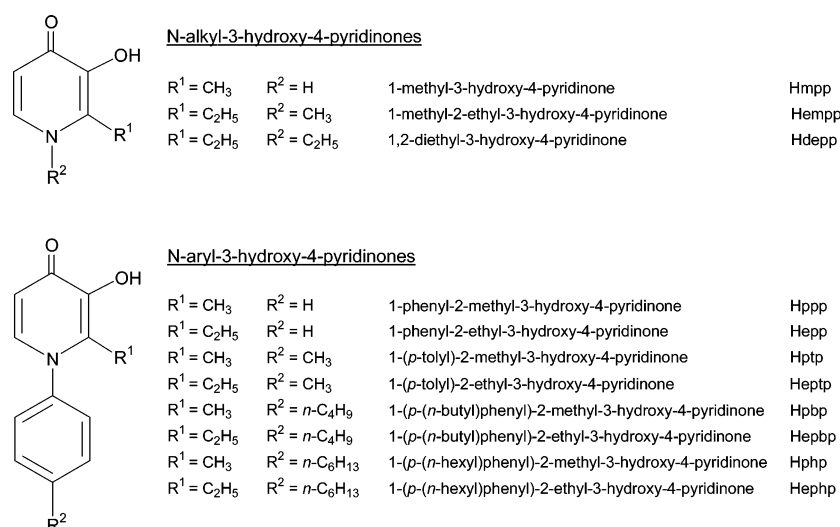 O
OH
N
R¹
R²
N-alkyl-3-hydroxy-4-pyridinones
R¹ = CH₃ R² = H 1-methyl-3-hydroxy-4-pyridinone Hmpp
R¹ = C₂H₅ R² = CH₃ 1-methyl-2-ethyl-3-hydroxy-4-pyridinone Hempp
R¹ = C₂H₅ R² = C₂H₅ 1,2-diethyl-3-hydroxy-4-pyridinone Hdepp
O
OH
N
R¹
R²
N-aryl-3-hydroxy-4-pyridinones
R¹ = CH₃ R² = H 1-phenyl-2-methyl-3-hydroxy-4-pyridinone Hppp
R¹ = C₂H₅ R² = H 1-phenyl-2-ethyl-3-hydroxy-4-pyridinone Hepp
R¹ = CH₃ R² = CH₃ 1-(p-tolyl)-2-methyl-3-hydroxy-4-pyridinone Hptp
R¹ = C₂H₅ R² = CH₃ 1-(p-tolyl)-2-ethyl-3-hydroxy-4-pyridinone Heptp
R¹ = CH₃ R² = n-C₄H₉ 1-(p-(n-butyl)phenyl)-2-methyl-3-hydroxy-4-pyridinone Hpbp
R¹ = C₂H₅ R² = n-C₄H₉ 1-(p-(n-butyl)phenyl)-2-ethyl-3-hydroxy-4-pyridinone Hepbp
R¹ = CH₃ R² = n-C₆H₁₃ 1-(p-(n-hexyl)phenyl)-2-methyl-3-hydroxy-4-pyridinone Hphp
R¹ = C₂H₅ R² = n-C₆H₁₃ 1-(p-(n-hexyl)phenyl)-2-ethyl-3-hydroxy-4-pyridinone Hephp